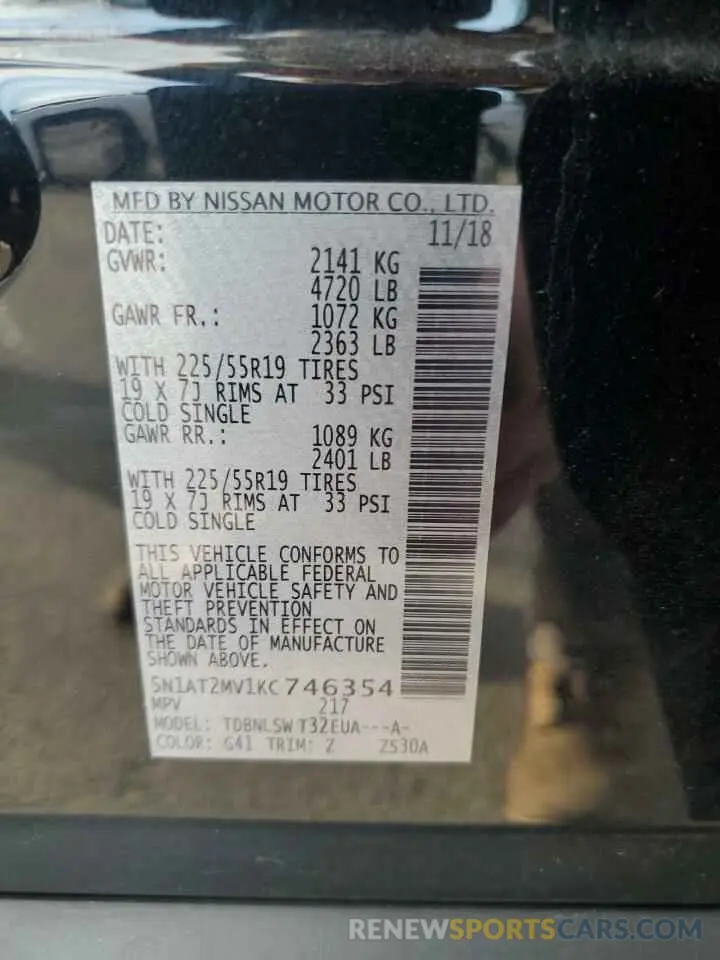 MFD BY NISSAN MOTOR CO., LTD.
DATE: 11/18
GVWR: 2141 KG
4720 LB
GAWR FR.: 1072 KG
2363 LB
WITH 225/55R19 TIRES
19 X 7J RIMS AT 33 PSI
COLD SINGLE
GAWR RR.: 1089 KG
2401 LB
WITH 225/55R19 TIRES
19 X 7J RIMS AT 33 PSI
COLD SINGLE
THIS VEHICLE CONFORMS TO
ALL APPLICABLE FEDERAL
MOTOR VEHICLE SAFETY AND
THEFT PREVENTION
STANDARDS IN EFFECT ON
THE DATE OF MANUFACTURE
SHOWN ABOVE.
5N1AT2MV1KC746354
MPV 217
MODEL: TDBNLSW T32EUA---A-
COLOR: G41 TRIM: Z ZS30A
RENEWSPORTSCARS.COM